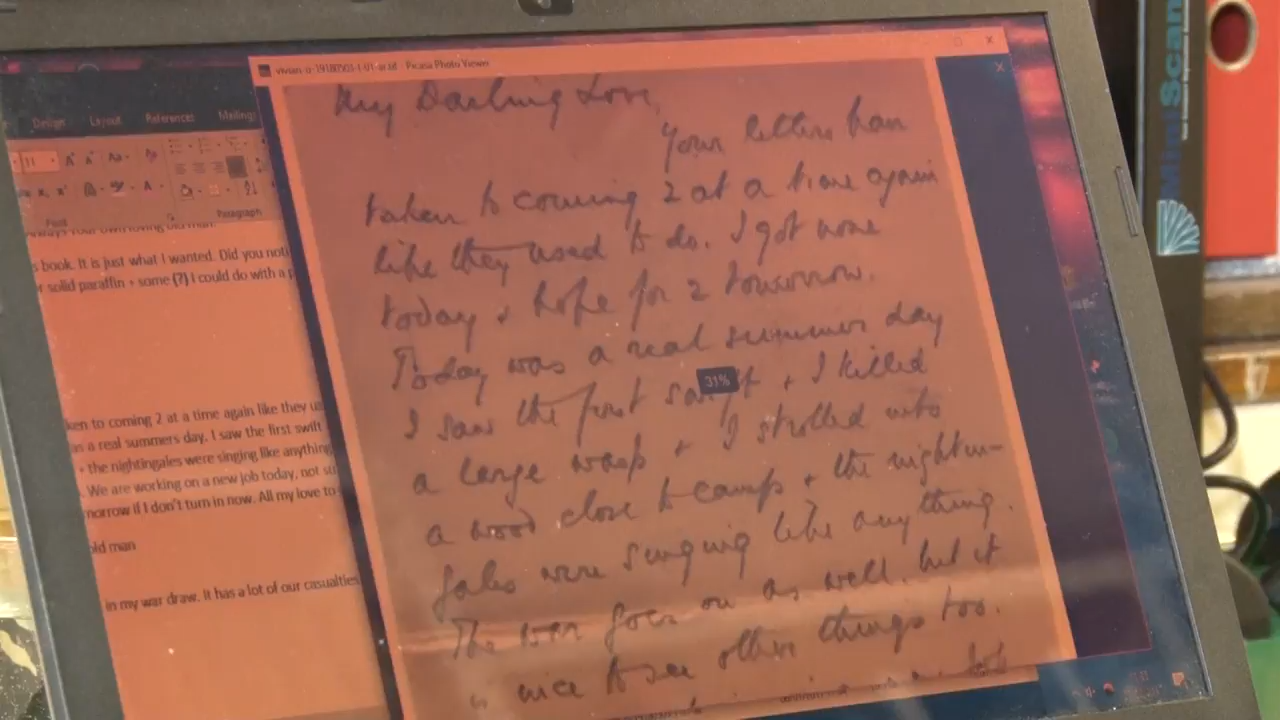 - Picasa Photo Viewer
Design Layout References Mailings
11
Font Paragraph
s book. It is just what I wanted. Did you noti
r solid paraffin + some (?) I could do with a p
ken to coming 2 at a time again like they us
as a real summers day. I saw the first swift
+ the nightingales were singing like anything
. We are working on a new job today, not su
morrow if I don't turn in now. All my love to
old man
in my war draw. It has a lot of our casualties
My Darling Love,
Your letters have
taken to coming 2 at a time again
like they used to do. I got none
today + hope for 2 tomorrow.
Today was a real summer day
I saw the first + I killed
31%
a large wasp + I strolled into
a wood close to camp + the nightin-
gales were singing like anything.
The war goes on as well, but it
is nice to see other things too.
job
MiniScan